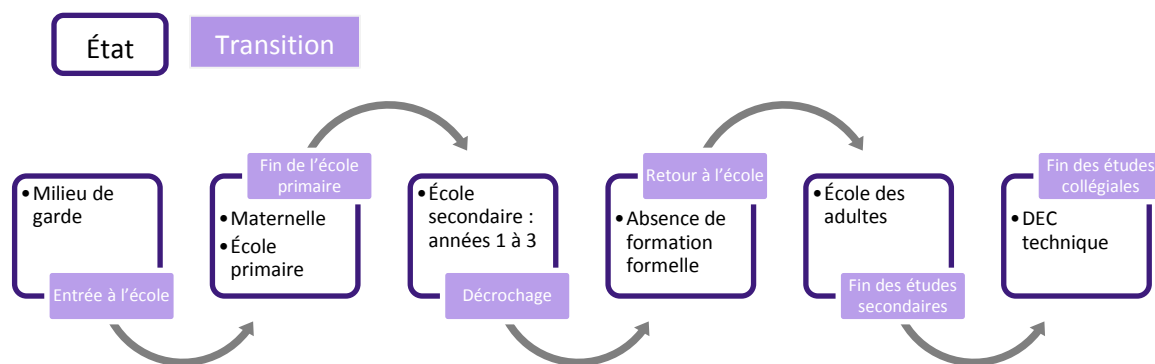 État
Transition
• Milieu de
garde
Entrée à l'école
Fin de l'école
primaire
• Maternelle
• École
primaire
• École
secondaire :
années 1 à 3
Décrochage
Retour à l'école
• Absence de
formation
formelle
• École des
adultes
Fin des études
secondaires
Fin des études
collégiales
• DEC
technique